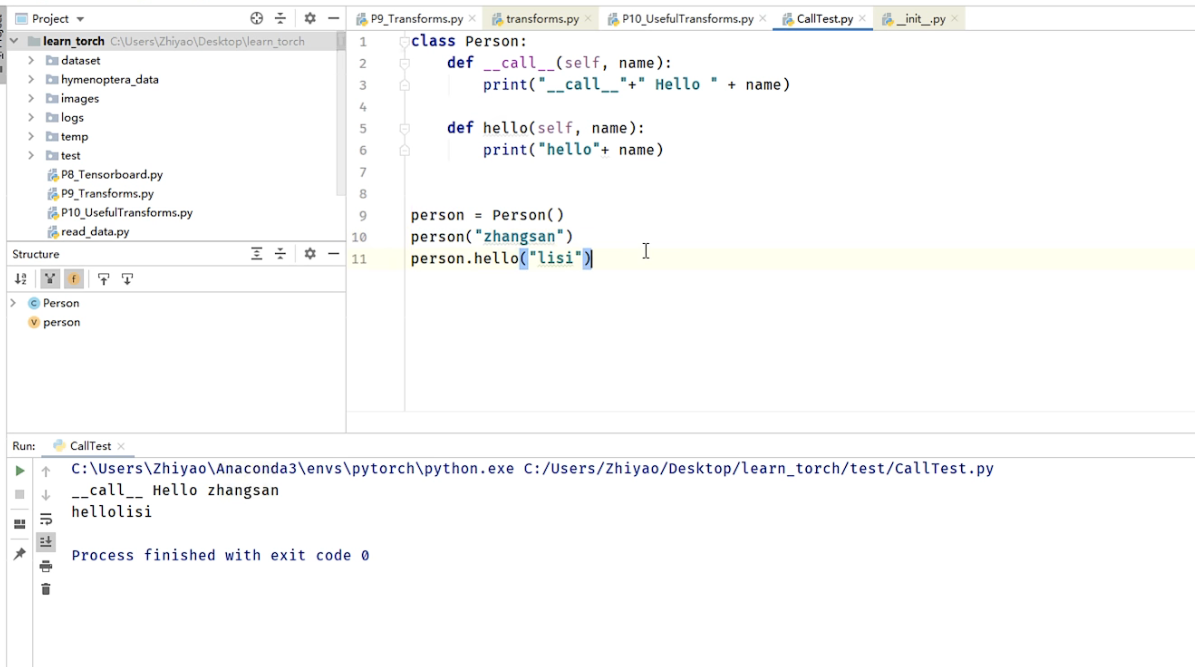 Project
P9_Transforms.py
transforms.py
P10_UsefulTransforms.py
CallTest.py
__init__.py
learn_torch C:\Users\Zhiyao\Desktop\learn_torch
dataset
hymenoptera_data
images
logs
temp
test
P8_Tensorboard.py
P9_Transforms.py
P10_UsefulTransforms.py
read_data.py
1 class Person:
2 def __call__(self, name):
3 print("__call__"+" Hello " + name)
4
5 def hello(self, name):
6 print("hello"+ name)
7
8
9 person = Person()
10 person("zhangsan")
11 person.hello("lisi")
Structure
C Person
V person
Run: CallTest
C:\Users\Zhiyao\Anaconda3\envs\pytorch\python.exe C:/Users/Zhiyao/Desktop/learn_torch/test/CallTest.py
__call__ Hello zhangsan
hellolisi
Process finished with exit code 0